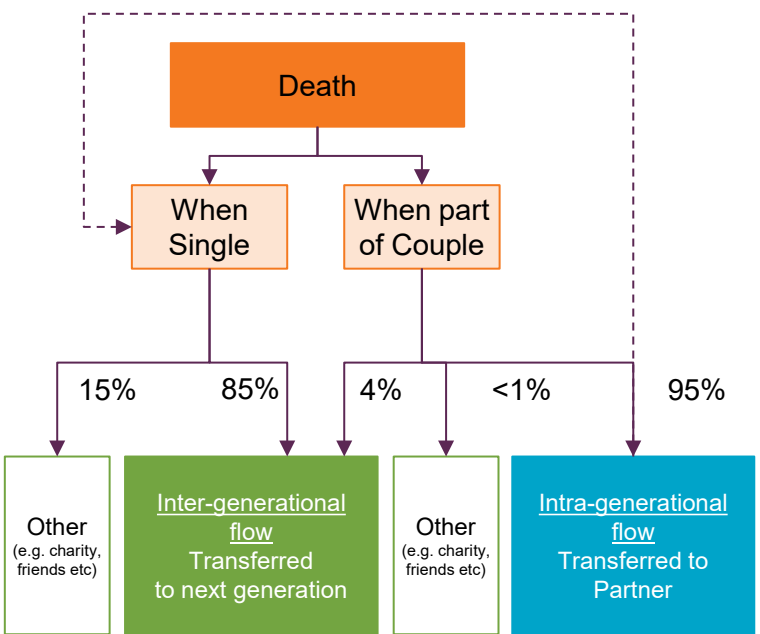 Death
When
Single
When part
of Couple
15%
85%
4%
<1%
95%
Other
(e.g. charity,
friends etc)
Inter-generational
flow
Transferred
to next generation
Other
(e.g. charity,
friends etc)
Intra-generational
flow
Transferred to
Partner